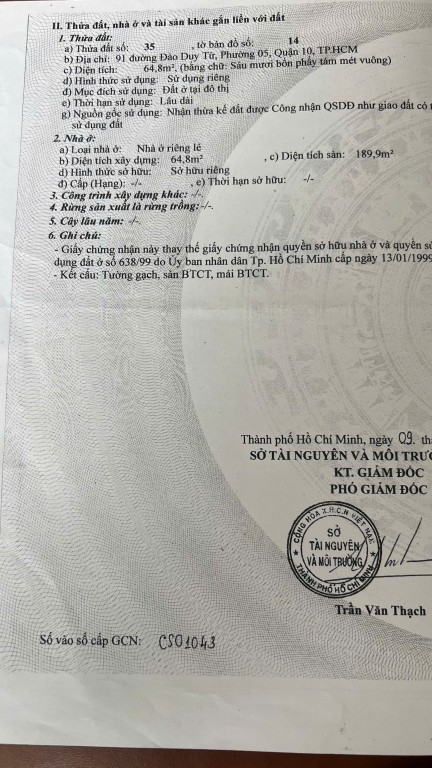 II. Thửa đất, nhà ở và tài sản khác gắn liền với đất
1. Thửa đất:
a) Thửa đất số: 35 , tờ bản đồ số: 14
b) Địa chỉ: 91 đường Đào Duy Từ, Phường 05, Quận 10, TP.HCM
c) Diện tích: 64,8m², (bằng chữ: Sáu mươi bốn phẩy tám mét vuông)
d) Hình thức sử dụng: Sử dụng riêng
đ) Mục đích sử dụng: Đất ở tại đô thị
e) Thời hạn sử dụng: Lâu dài
g) Nguồn gốc sử dụng: Nhận thừa kế đất được Công nhận QSDĐ như giao đất có
sử dụng đất
2. Nhà ở:
a) Loại nhà ở: Nhà ở riêng lẻ
b) Diện tích xây dựng: 64,8m² , c) Diện tích sàn: 189,9m²
d) Hình thức sở hữu: Sở hữu riêng
đ) Cấp (Hạng): -/- , e) Thời hạn sở hữu: -/-
3. Công trình xây dựng khác: -/-.
4. Rừng sản xuất là rừng trồng: -/-.
5. Cây lâu năm: -/-.
6. Ghi chú:
- Giấy chứng nhận này thay thế giấy chứng nhận quyền sở hữu nhà ở và quyền sử
dụng đất ở số 638/99 do Ủy ban nhân dân Tp. Hồ Chí Minh cấp ngày 13/01/1999
- Kết cấu: Tường gạch, sàn BTCT, mái BTCT.
Thành phố Hồ Chí Minh, ngày 09. th
SỞ TÀI NGUYÊN VÀ MÔI TRƯỜ
KT. GIÁM ĐỐC
PHÓ GIÁM ĐỐC
CỘNG HÒA X.H.C.N VIỆT NAM
SỞ
TÀI NGUYÊN
VÀ MÔI TRƯỜNG
THÀNH PHỐ HỒ CHÍ MINH
Trần Văn Thạch
Số vào sổ cấp GCN: CS01043